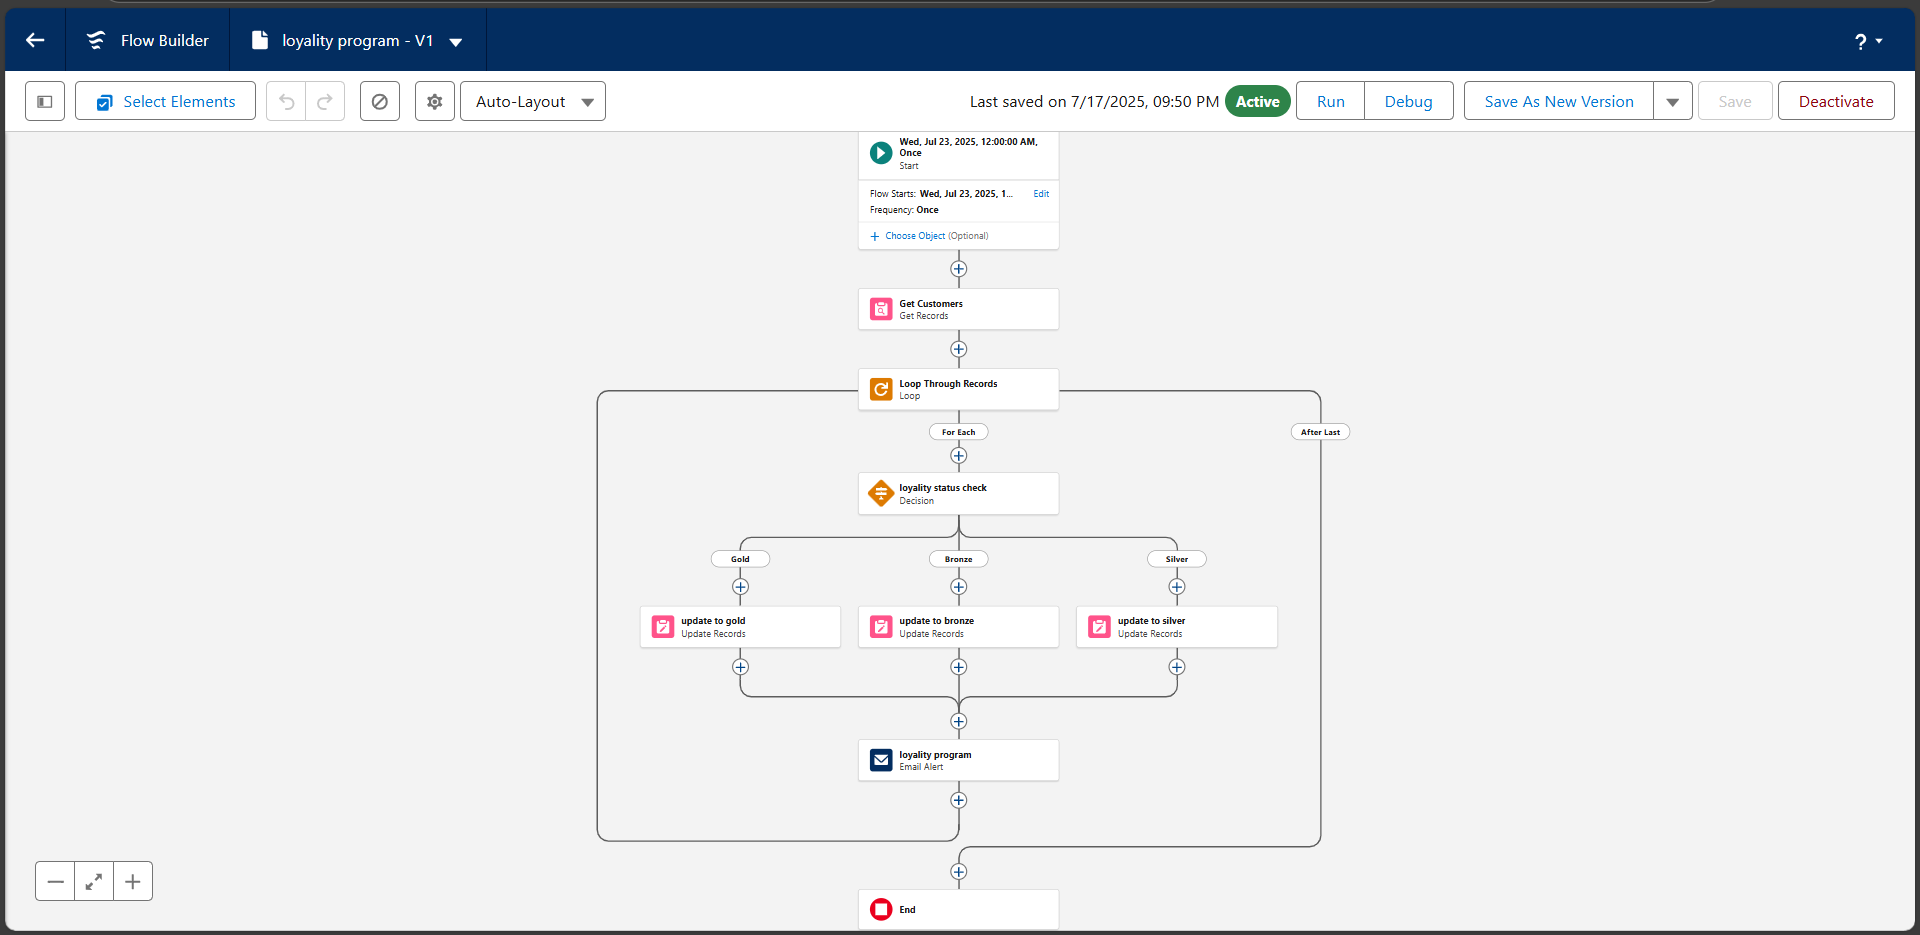 Flow Builder
loyality program - V1
?
Select Elements
Auto-Layout
Last saved on 7/17/2025, 09:50 PM
Active
Run
Debug
Save As New Version
Save
Deactivate
Wed, Jul 23, 2025, 12:00:00 AM,
Once
Start
Flow Starts: Wed, Jul 23, 2025, 1... Edit
Frequency: Once
+ Choose Object (Optional)
Get Customers
Get Records
Loop Through Records
Loop
For Each
After Last
loyality status check
Decision
Gold
Bronze
Silver
update to gold
Update Records
update to bronze
Update Records
update to silver
Update Records
loyality program
Email Alert
End